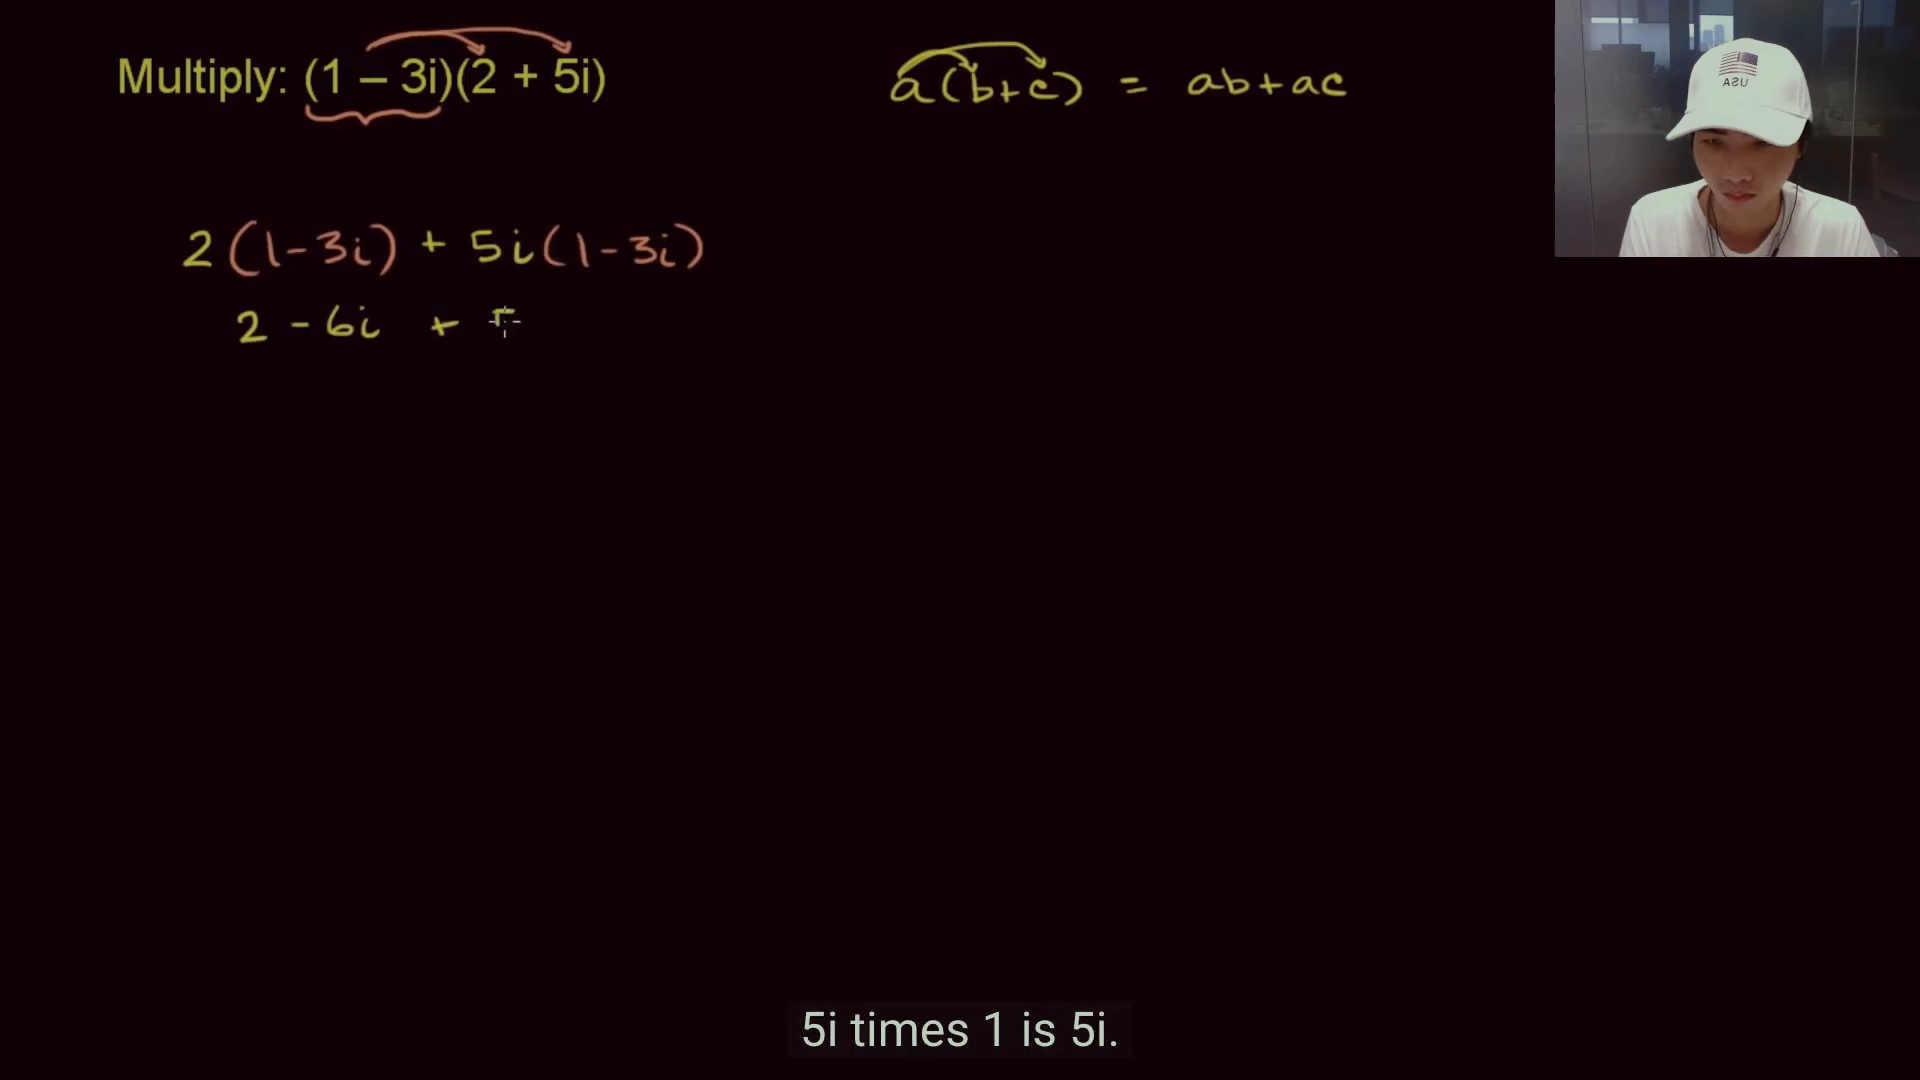 Multiply: (1 – 3i)(2 + 5i)
a(b+c) = ab+ac
USA
2(1-3i) + 5i(1-3i)
2 - 6i +
5i times 1 is 5i.